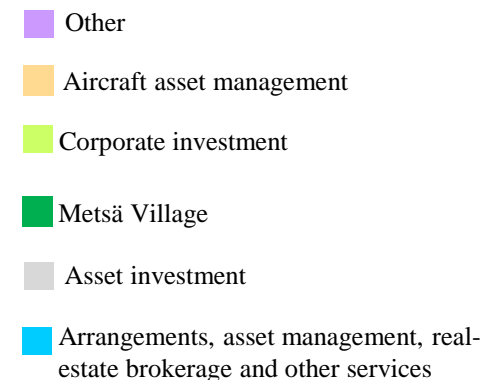 Other
Aircraft asset management
Corporate investment
Metsä Village
Asset investment
Arrangements, asset management, real-
estate brokerage and other services